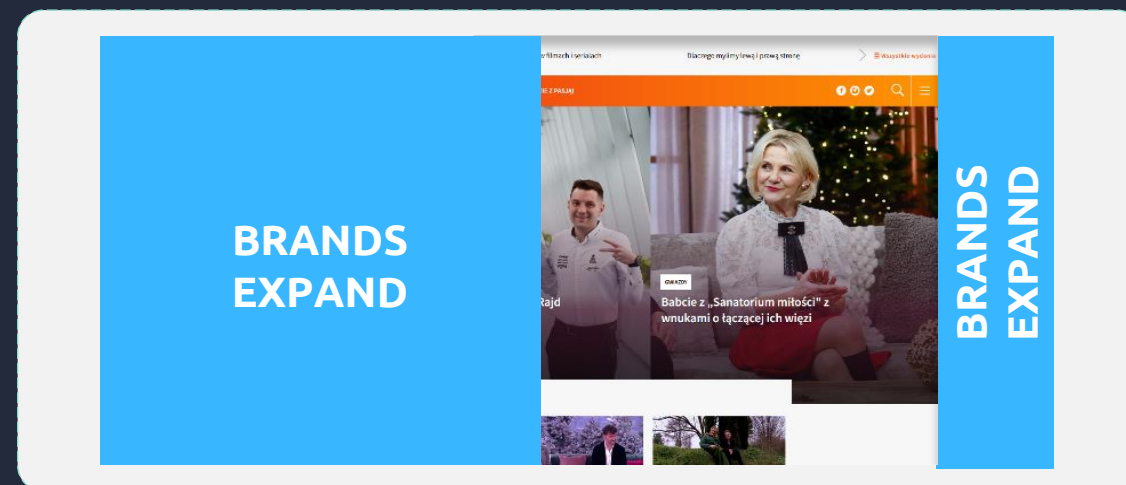 w filmach i serialach
Dlaczego mylimy lewą i prawą stronę
Wszystkie wydania
IE Z PASJĄ!
BRANDS
EXPAND
Rajd
GWIAZDY
Babcie z „Sanatorium miłości" z
wnukami o łączącej ich więzi
BRANDS
EXPAND